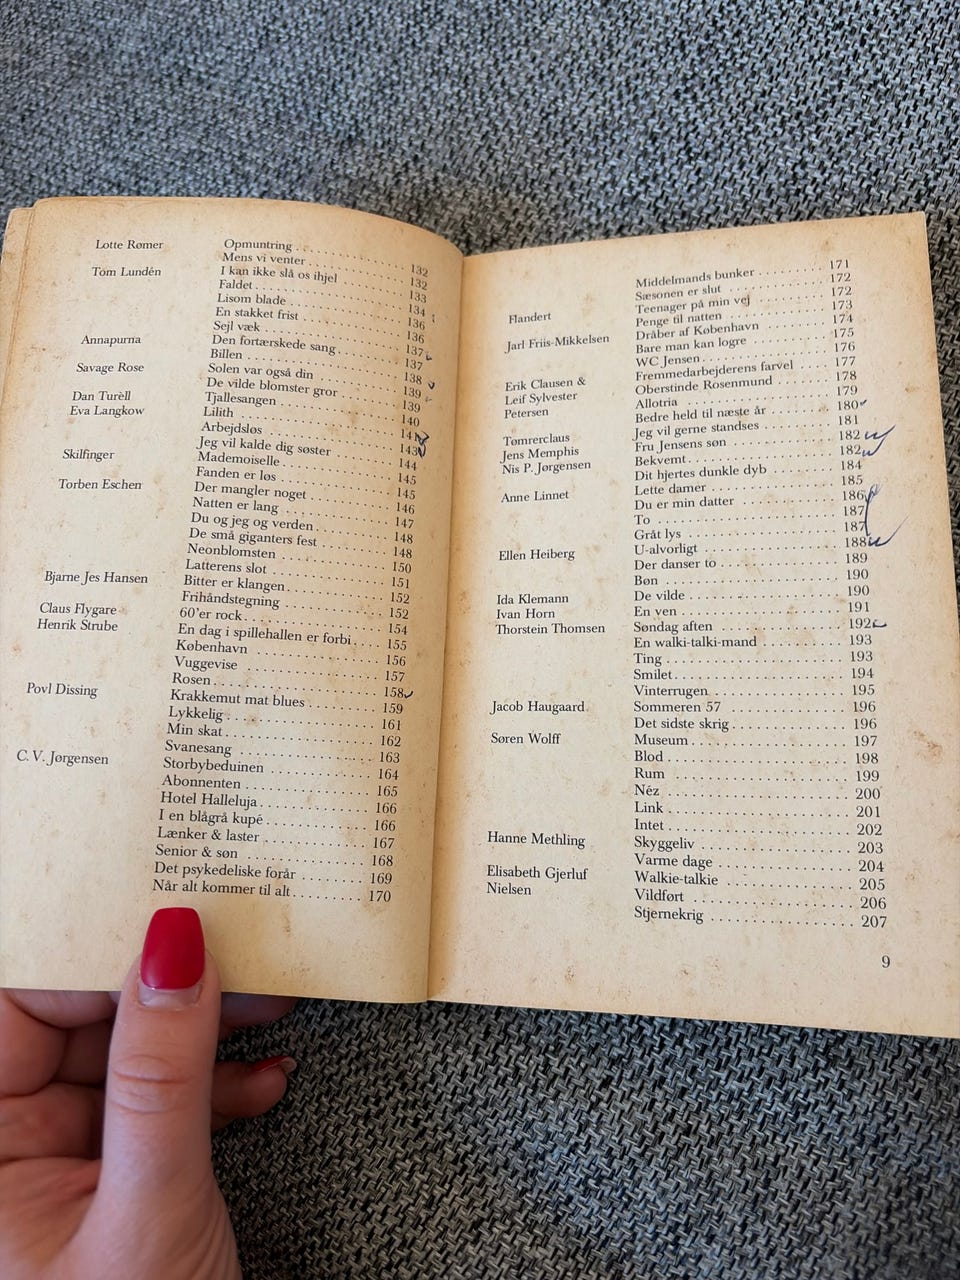 Lotte Rømer Opmuntring 132
Mens vi venter 132
Tom Lundén I kan ikke slå os ihjel 133
Faldet 134
Lisom blade 136
En stakket frist 136
Sejl væk 137
Annapurna Den fortærskede sang 137
Billen 138
Savage Rose Solen var også din 139
De vilde blomster gror 139
Dan Turèll Tjallesangen 140
Eva Langkow Lilith 141
Arbejdsløs 143
Jeg vil kalde dig søster 144
Skilfinger Mademoiselle 145
Fanden er løs 145
Torben Eschen Der mangler noget 146
Natten er lang 147
Du og jeg og verden 148
De små giganters fest 148
Neonblomsten 150
Latterens slot 151
Bjarne Jes Hansen Bitter er klangen 152
Frihåndstegning 152
Claus Flygare 60'er rock 154
Henrik Strube En dag i spillehallen er forbi 155
København 156
Vuggevise 157
Rosen 158
Povl Dissing Krakkemut mat blues 159
Lykkelig 161
Min skat 162
Svanesang 163
C. V. Jørgensen Storbybeduinen 164
Abonnenten 165
Hotel Halleluja 166
I en blågrå kupé 166
Lænker & laster 167
Senior & søn 168
Det psykedeliske forår 169
Når alt kommer til alt 170
Middelmands bunker 171
Sæsonen er slut 172
Teenager på min vej 172
Flandert Penge til natten 173
Dråber af København 174
Jarl Friis-Mikkelsen Bare man kan logre 175
WC Jensen 176
Fremmedarbejderens farvel 177
Erik Clausen & Oberstinde Rosenmund 178
Leif Sylvester Allotria 179
Petersen Bedre held til næste år 180
Jeg vil gerne standses 181
Tømrerclaus Fru Jensens søn 182
Jens Memphis Bekvemt 182
Nis P. Jørgensen Dit hjertes dunkle dyb 184
Lette damer 185
Anne Linnet Du er min datter 186
To 187
Gråt lys 187
U-alvorligt 188
Ellen Heiberg Der danser to 189
Bøn 190
Ida Klemann De vilde 190
Ivan Horn En ven 191
Thorstein Thomsen Søndag aften 192
En walki-talki-mand 193
Ting 193
Smilet 194
Vinterrugen 195
Jacob Haugaard Sommeren 57 196
Det sidste skrig 196
Søren Wolff Museum 197
Blod 198
Rum 199
Néz 200
Link 201
Intet 202
Hanne Methling Skyggeliv 203
Varme dage 204
Elisabeth Gjerluf Walkie-talkie 205
Nielsen Vildført 206
Stjernekrig 207
9